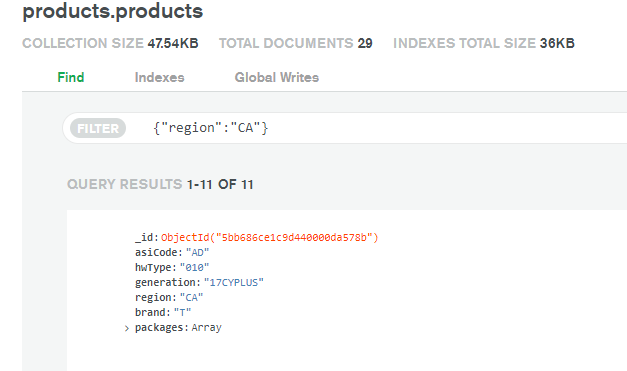 products.products
COLLECTION SIZE 47.54KB TOTAL DOCUMENTS 29 INDEXES TOTAL SIZE 36KB
Find Indexes Global Writes
FILTER {"region":"CA"}
QUERY RESULTS 1-11 OF 11
_id: ObjectId("5bb686ce1c9d440000da578b")
asiCode: "AD"
hwType: "010"
generation: "17CYPLUS"
region: "CA"
brand: "T"
> packages: Array